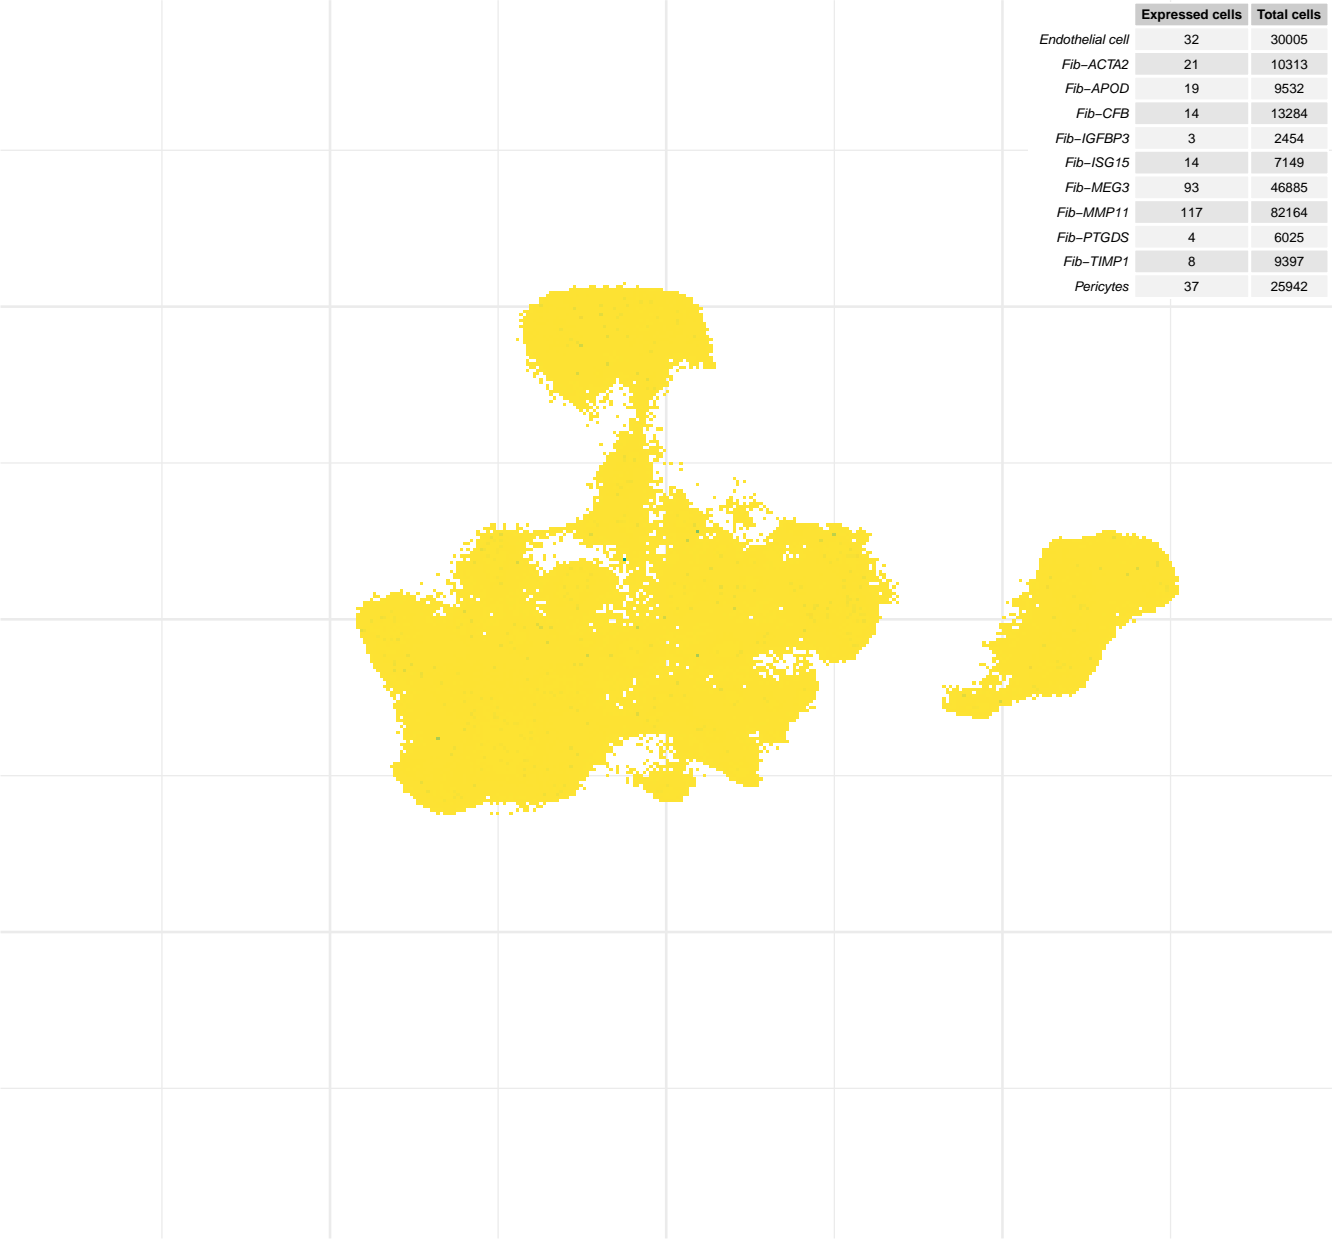 Expressed cells Total cells
Endothelial cell 32 30005
Fib−ACTA2 21 10313
Fib−APOD 19 9532
Fib−CFB 14 13284
Fib−IGFBP3 3 2454
Fib−ISG15 14 7149
Fib−MEG3 93 46885
Fib−MMP11 117 82164
Fib−PTGDS 4 6025
Fib−TIMP1 8 9397
Pericytes 37 25942